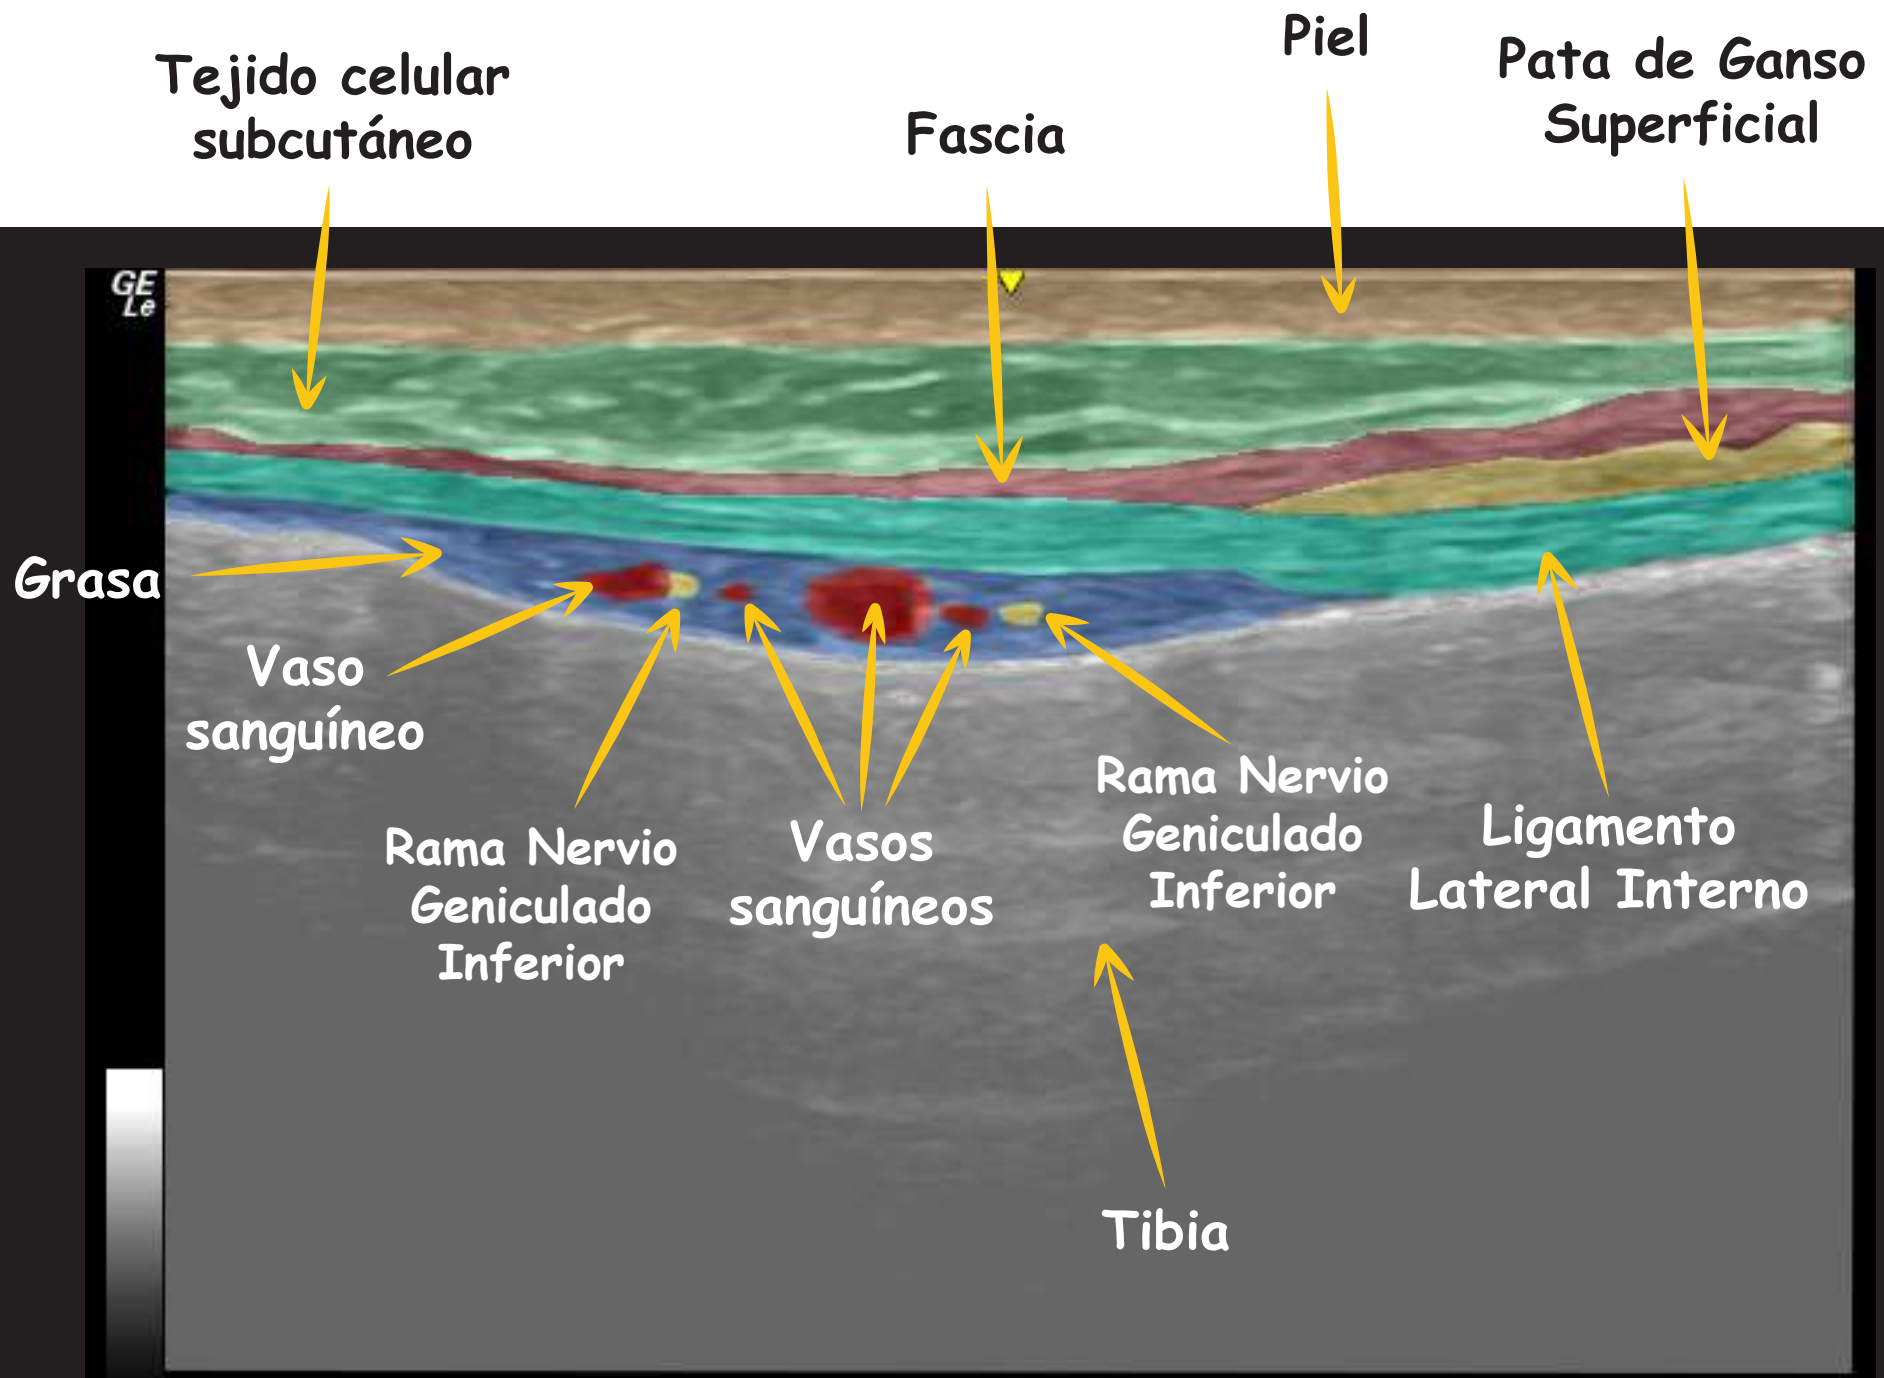 Piel
Tejido celular
subcutáneo
Fascia
Pata de Ganso
Superficial
GE
Le
Grasa
Vaso
sanguíneo
Rama Nervio
Geniculado
Inferior
Vasos
sanguíneos
Rama Nervio
Geniculado
Inferior
Ligamento
Lateral Interno
Tibia